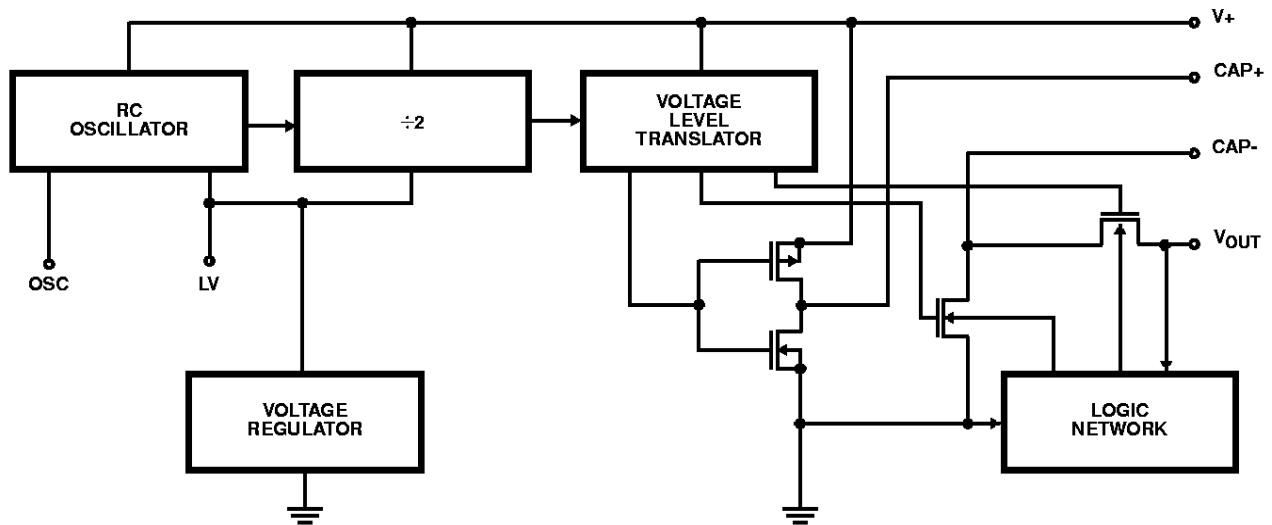 V+
CAP+
RC
OSCILLATOR
÷2
VOLTAGE
LEVEL
TRANSLATOR
CAP-
VOUT
OSC
LV
VOLTAGE
REGULATOR
LOGIC
NETWORK